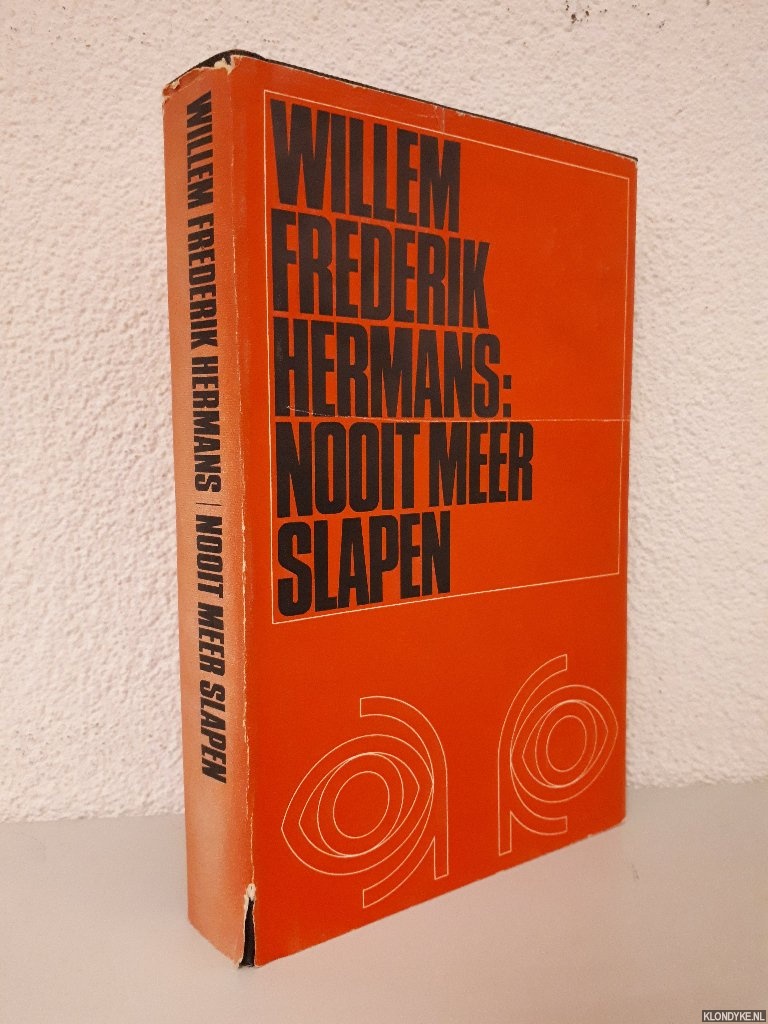 WILLEM FREDERIK HERMANS | NOOIT MEER SLAPEN
WILLEM
FREDERIK
HERMANS:
NOOIT MEER
SLAPEN
KLONDYKE.NL